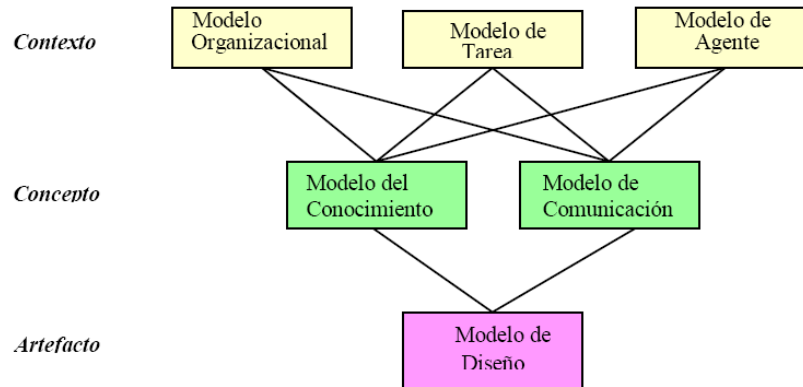 Contexto
Modelo
Organizacional
Modelo de
Tarea
Modelo de
Agente
Concepto
Modelo del
Conocimiento
Modelo de
Comunicación
Artefacto
Modelo de
Diseño